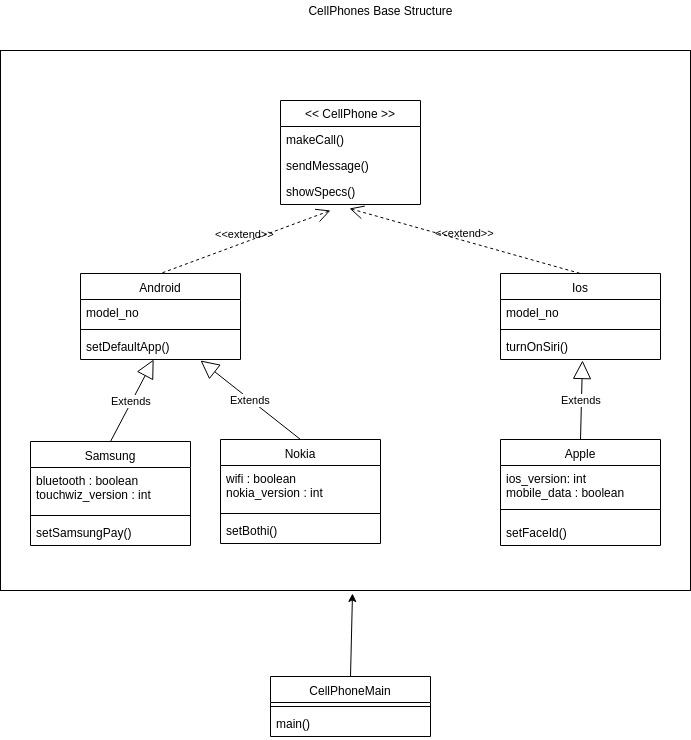 CellPhones Base Structure
<< CellPhone >>
makeCall()
sendMessage()
showSpecs()
<<extend>>
<<extend>>
Android
model_no
setDefaultApp()
Ios
model_no
turnOnSiri()
Extends
Extends
Extends
Samsung
bluetooth : boolean
touchwiz_version : int
setSamsungPay()
Nokia
wifi : boolean
nokia_version : int
setBothi()
Apple
ios_version: int
mobile_data : boolean
setFaceId()
CellPhoneMain
main()